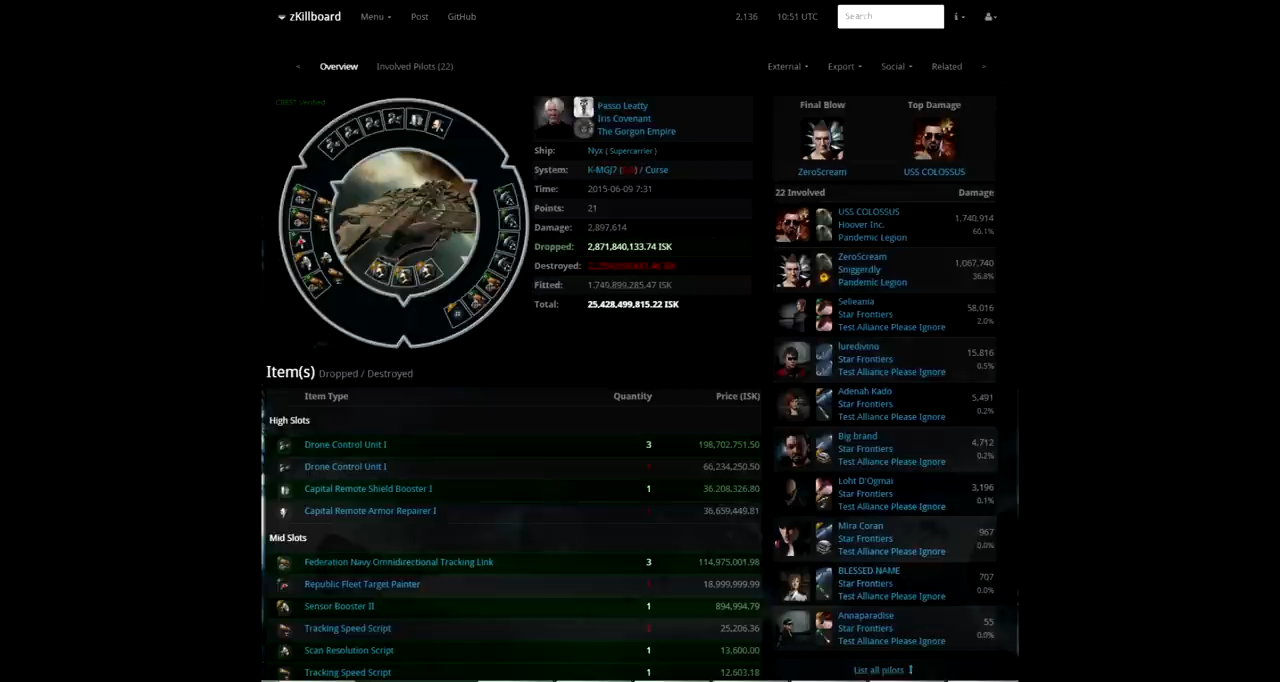 zKillboard Menu Post GitHub 2,136 10:51 UTC Search
< Overview Involved Pilots (22) External Export Social Related >
CREST Verified
Passo Leatty
Iris Covenant
The Gorgon Empire
Ship: Nyx ( Supercarrier )
System: K-MGJ7 ( ) / Curse
Time: 2015-06-09 7:31
Points: 21
Damage: 2,897,614
Dropped: 2,871,840,133.74 ISK
Destroyed:
Fitted: 1,749,899,285.47 ISK
Total: 25,428,499,815.22 ISK
Final Blow Top Damage
ZeroScream USS COLOSSUS
22 Involved Damage
USS COLOSSUS 1,740,914
Hoover Inc. 60.1%
Pandemic Legion
ZeroScream 1,067,740
Sniggerdly 36.8%
Pandemic Legion
Selieania 58,016
Star Frontiers 2.0%
Test Alliance Please Ignore
luredivino 15,816
Star Frontiers 0.5%
Test Alliance Please Ignore
Adenah Kado 5,491
Star Frontiers 0.2%
Test Alliance Please Ignore
Big brand 4,712
Star Frontiers 0.2%
Test Alliance Please Ignore
Loht D'Ogmai 3,196
Star Frontiers 0.1%
Test Alliance Please Ignore
Mira Coran 967
Star Frontiers 0.0%
Test Alliance Please Ignore
BLESSED NAME 707
Star Frontiers 0.0%
Test Alliance Please Ignore
Annaparadise 55
Star Frontiers 0.0%
Test Alliance Please Ignore
List all pilots
Item(s) Dropped / Destroyed
Item Type Quantity Price (ISK)
High Slots
Drone Control Unit I 3 198,702,751.50
Drone Control Unit I 1 66,234,250.50
Capital Remote Shield Booster I 1 36,208,326.80
Capital Remote Armor Repairer I 1 36,659,449.81
Mid Slots
Federation Navy Omnidirectional Tracking Link 3 114,975,001.98
Republic Fleet Target Painter 1 18,999,999.99
Sensor Booster II 1 894,994.79
Tracking Speed Script 2 25,206.36
Scan Resolution Script 1 13,600.00
Tracking Speed Script 1 12,603.18